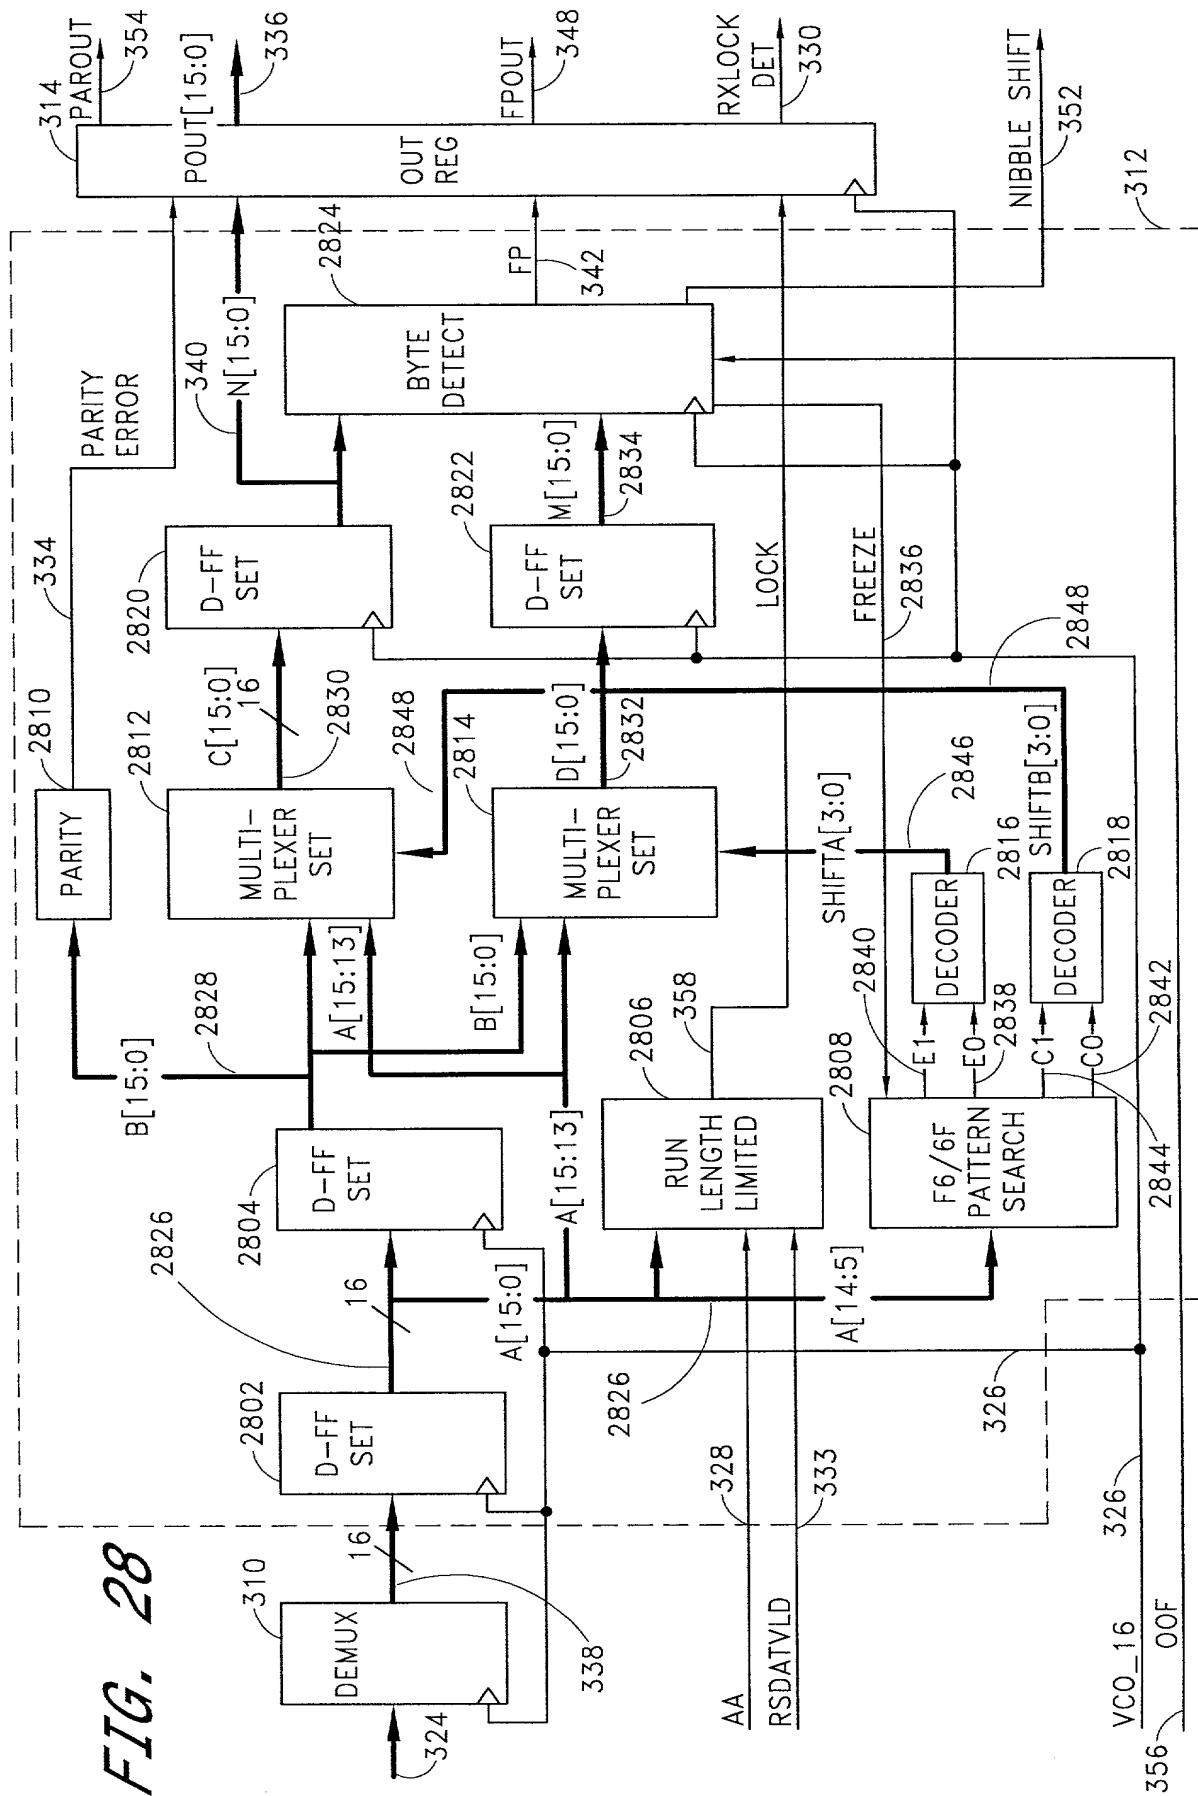 FIG. 28
324
DEMUX
310
16
338
D-FF
SET
2802
2826
16
A[15:0]
D-FF
SET
2804
B[15:0]
2828
A[15:13]
B[15:0]
A[15:13]
PARITY
2810
334
PARITY
ERROR
MULTI-
PLEXER
SET
2812
C[15:0]
16
2830
2848
MULTI-
PLEXER
SET
2814
D[15:0]
2832
D-FF
SET
2820
340
N[15:0]
D-FF
SET
2822
M[15:0]
2834
BYTE
DETECT
2824
FP
342
OUT
REG
314
PAROUT
354
POUT[15:0]
336
FPOUT
348
RXLOCK
DET
330
NIBBLE SHIFT
352
312
AA
328
RSDATVLD
333
2826
A[14:5]
RUN
LENGTH
LIMITED
2806
358
LOCK
F6/6F
PATTERN
SEARCH
2808
2840
E1
E0
2838
C1
C0
2842
2844
DECODER
2816
DECODER
2818
SHIFTA[3:0]
2846
SHIFTB[3:0]
2848
FREEZE
2836
326
VCO_16
326
356
OOF